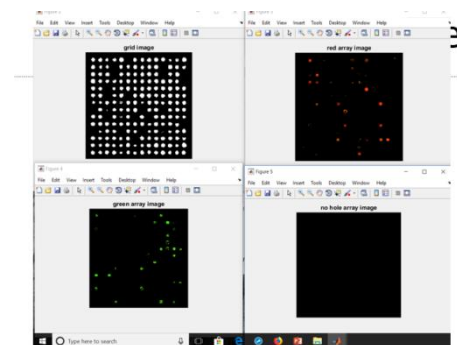 File Edit View Insert Tools Desktop Window Help
grid image
File Edit View Insert Tools Desktop Window Help
red array image
Figure 4
File Edit View Insert Tools Desktop Window Help
green array image
Figure 5
File Edit View Insert Tools Desktop Window Help
no hole array image
Type here to search